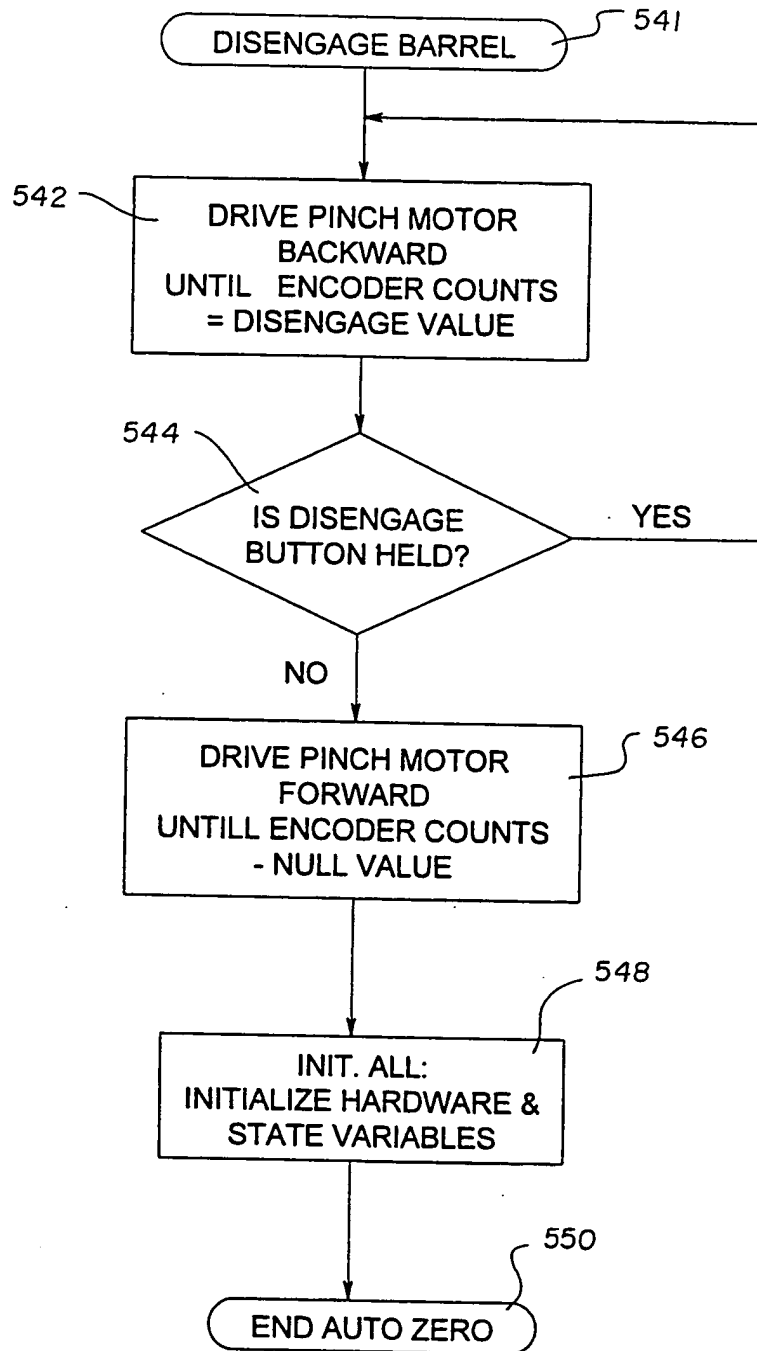 DISENGAGE BARREL
541
542
DRIVE PINCH MOTOR
BACKWARD
UNTIL ENCODER COUNTS
= DISENGAGE VALUE
544
IS DISENGAGE
BUTTON HELD?
YES
NO
546
DRIVE PINCH MOTOR
FORWARD
UNTILL ENCODER COUNTS
- NULL VALUE
548
INIT. ALL:
INITIALIZE HARDWARE &
STATE VARIABLES
550
END AUTO ZERO